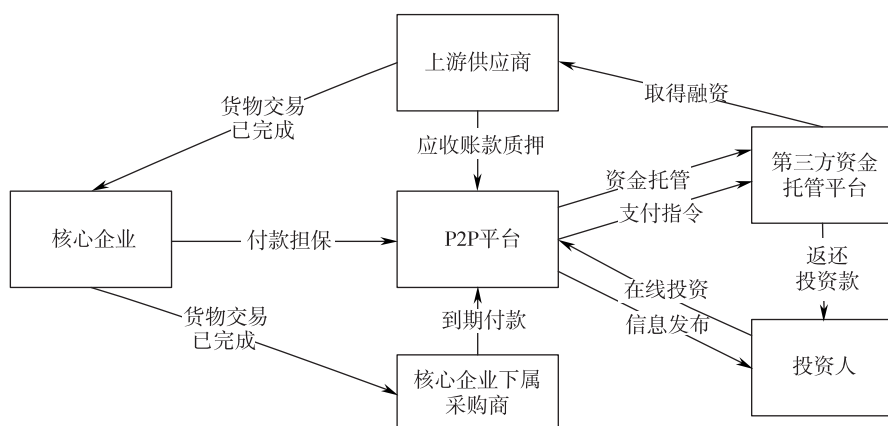 上游供应商
取得融资
货物交易
已完成
应收账款质押
第三方资金
托管平台
资金托管
支付指令
核心企业
付款担保
P2P平台
返还
投资款
在线投资
信息发布
货物交易
已完成
到期付款
核心企业下属
采购商
投资人